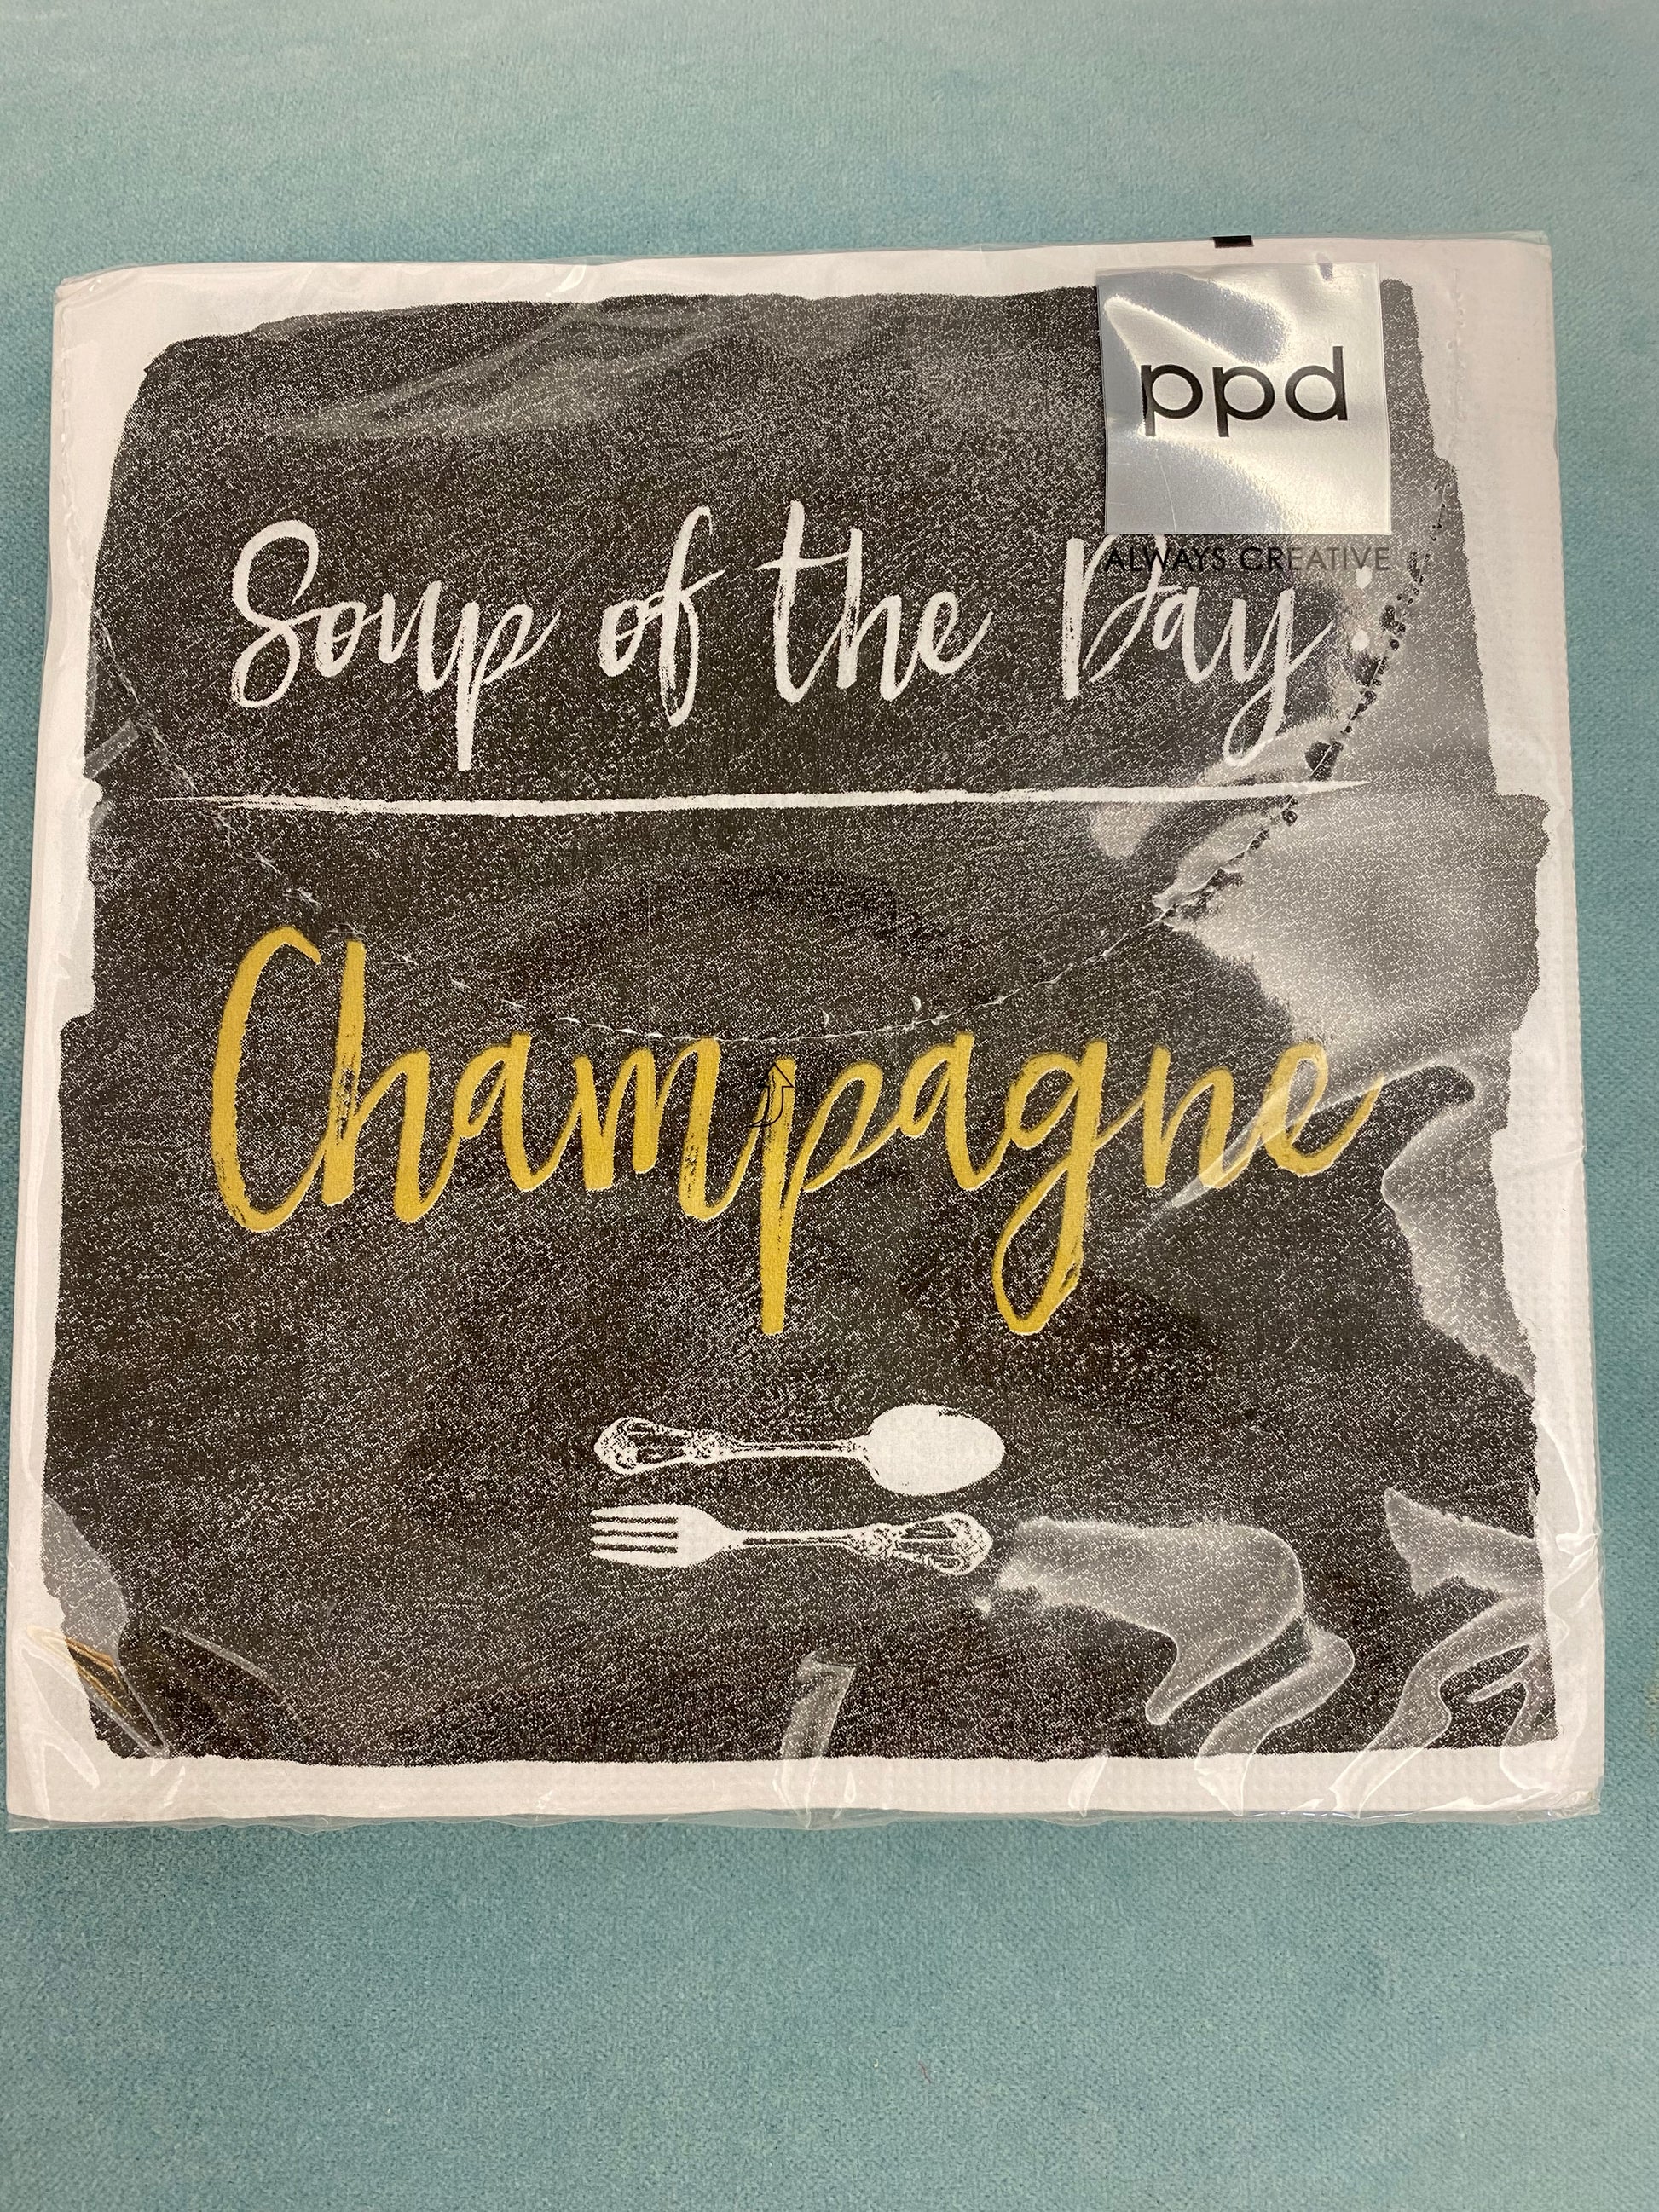 ppd
ALWAYS CREATIVE
Soup of the Day:
Champagne